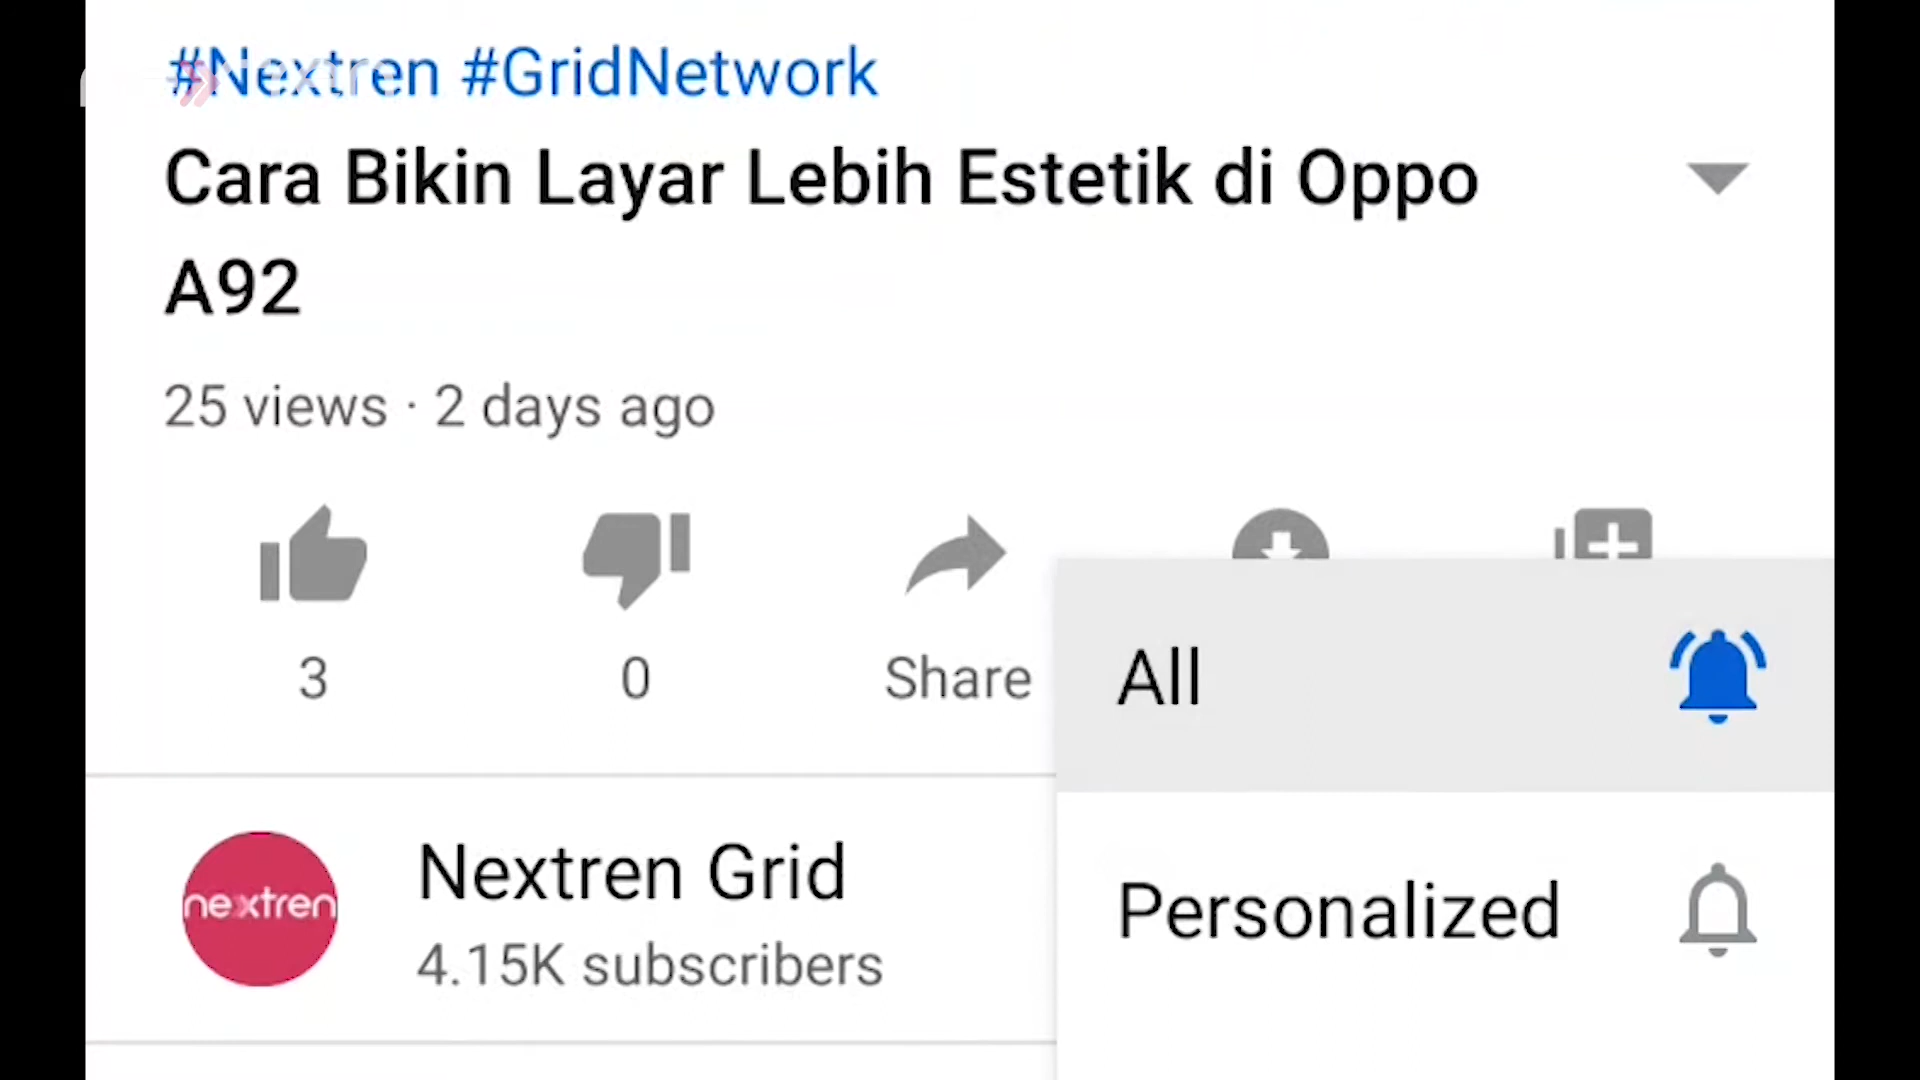 #Nextren #GridNetwork
Cara Bikin Layar Lebih Estetik di Oppo
A92
25 views · 2 days ago
3
0
Share
All
nextren
Nextren Grid
4.15K subscribers
Personalized